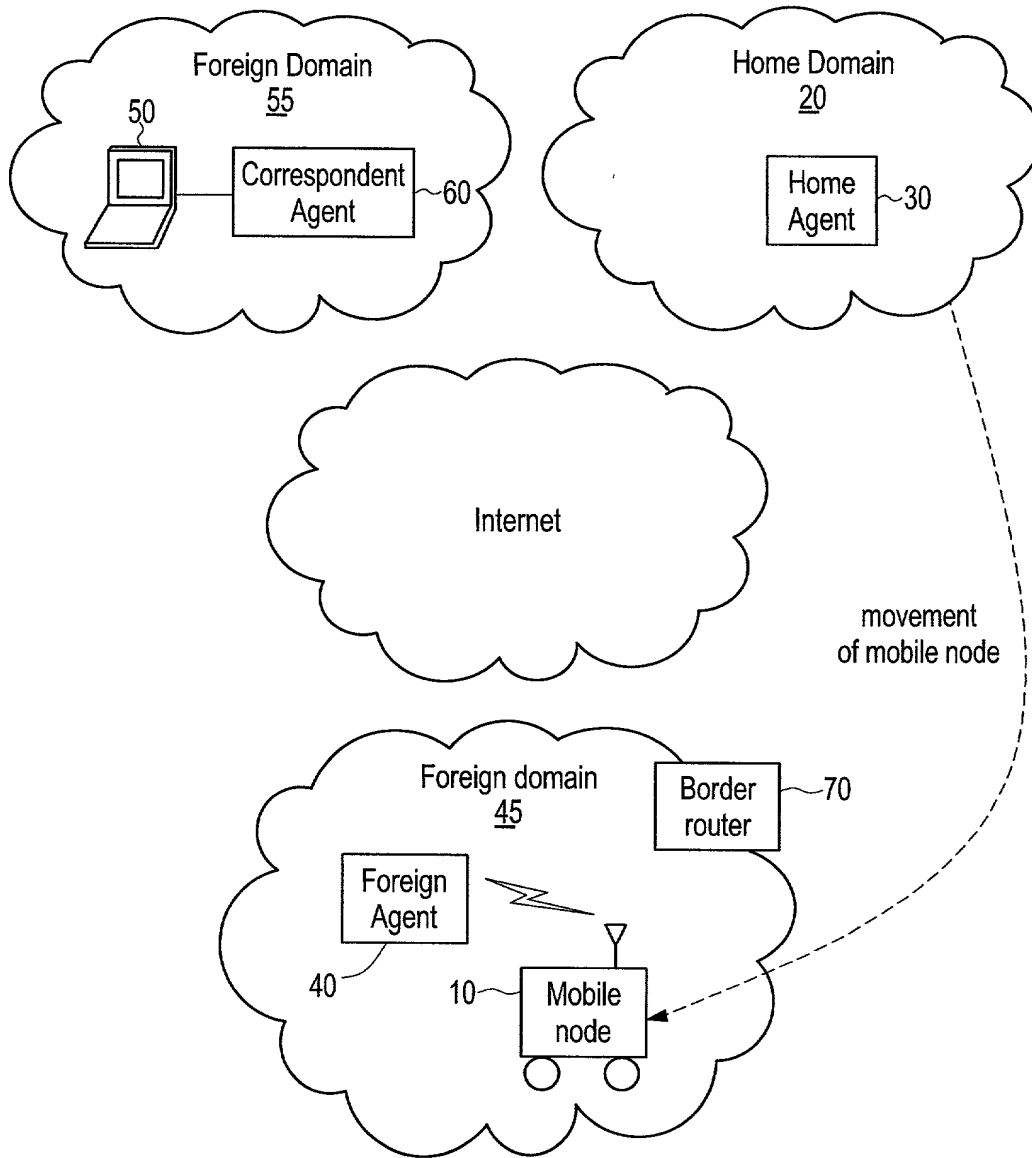 Foreign Domain
55
50
Correspondent
Agent
60
Home Domain
20
Home
Agent
30
Internet
movement
of mobile node
Foreign domain
45
Border
router
70
Foreign
Agent
40
10
Mobile
node